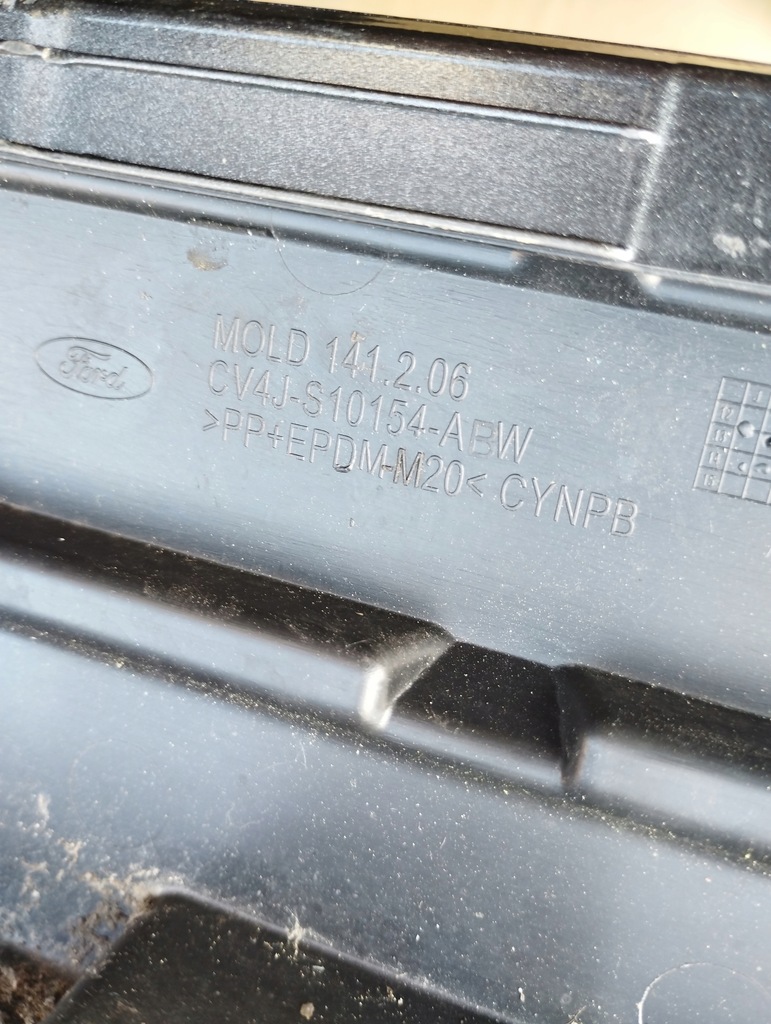 Ford
MOLD 141.2.06
CV4J-S10154-ABW
>PP+EPDM-M20< CYNPB